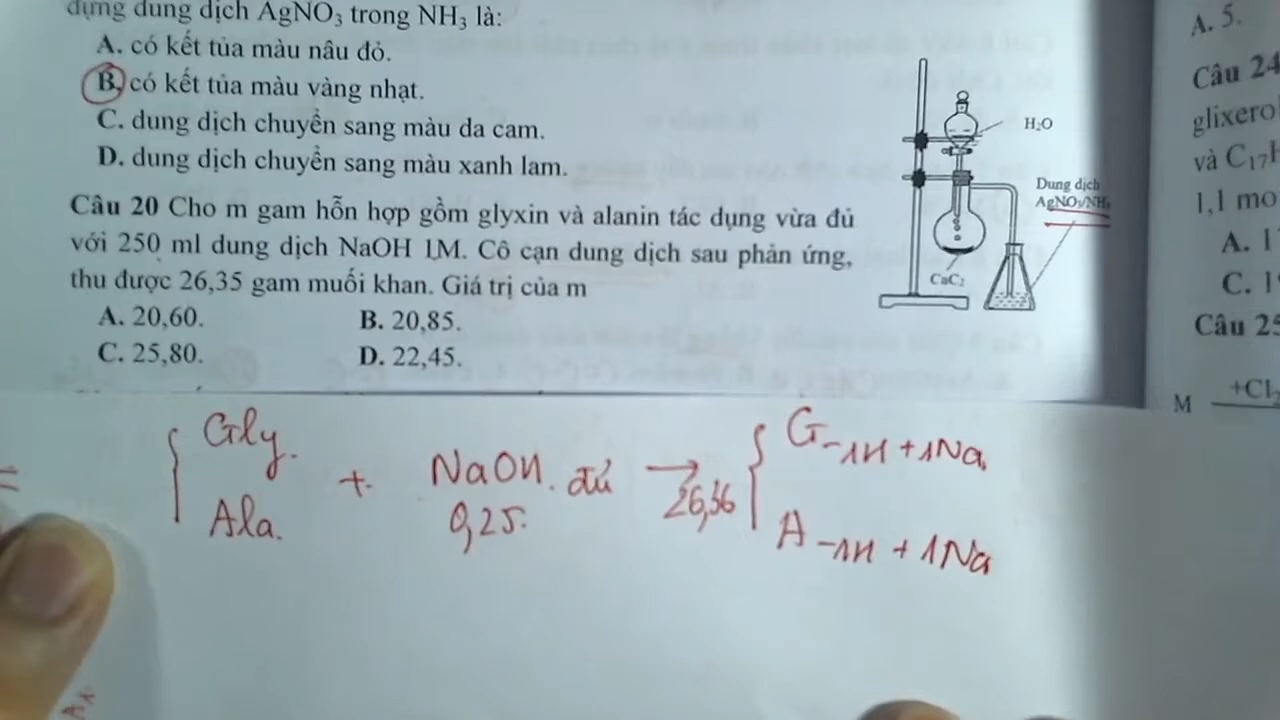 dụng dung dịch AgNO₃ trong NH₃ là:
A. có kết tủa màu nâu đỏ.
B. có kết tủa màu vàng nhạt.
C. dung dịch chuyển sang màu da cam.
D. dung dịch chuyển sang màu xanh lam.
H₂O
Dung dịch
AgNO₃/NH₃
CaC₂
Câu 20 Cho m gam hỗn hợp gồm glyxin và alanin tác dụng vừa đủ
với 250 ml dung dịch NaOH 1M. Cô cạn dung dịch sau phản ứng,
thu được 26,35 gam muối khan. Giá trị của m
A. 20,60. B. 20,85.
C. 25,80. D. 22,45.
Gly. + NaOH đủ → G -1H +1Na
Ala. 0,25. 26,36 A -1H + 1Na
A. 5.
Câu 24
glixero
và C₁₇H
1,1 mo
A. 1
C. 1
Câu 25
M +Cl₂